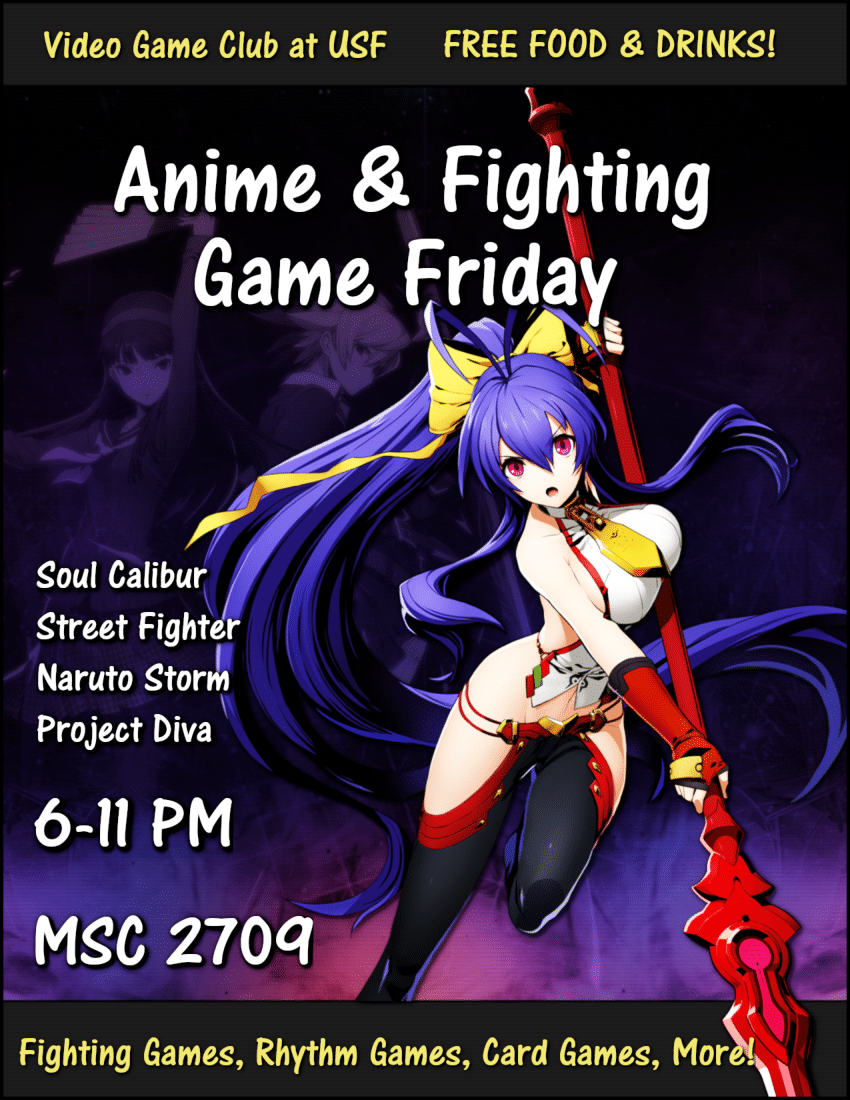 Video Game Club at USF FREE FOOD & DRINKS!
Anime & Fighting
Game Friday
Soul Calibur
Street Fighter
Naruto Storm
Project Diva
6-11 PM
MSC 2709
Fighting Games, Rhythm Games, Card Games, More!